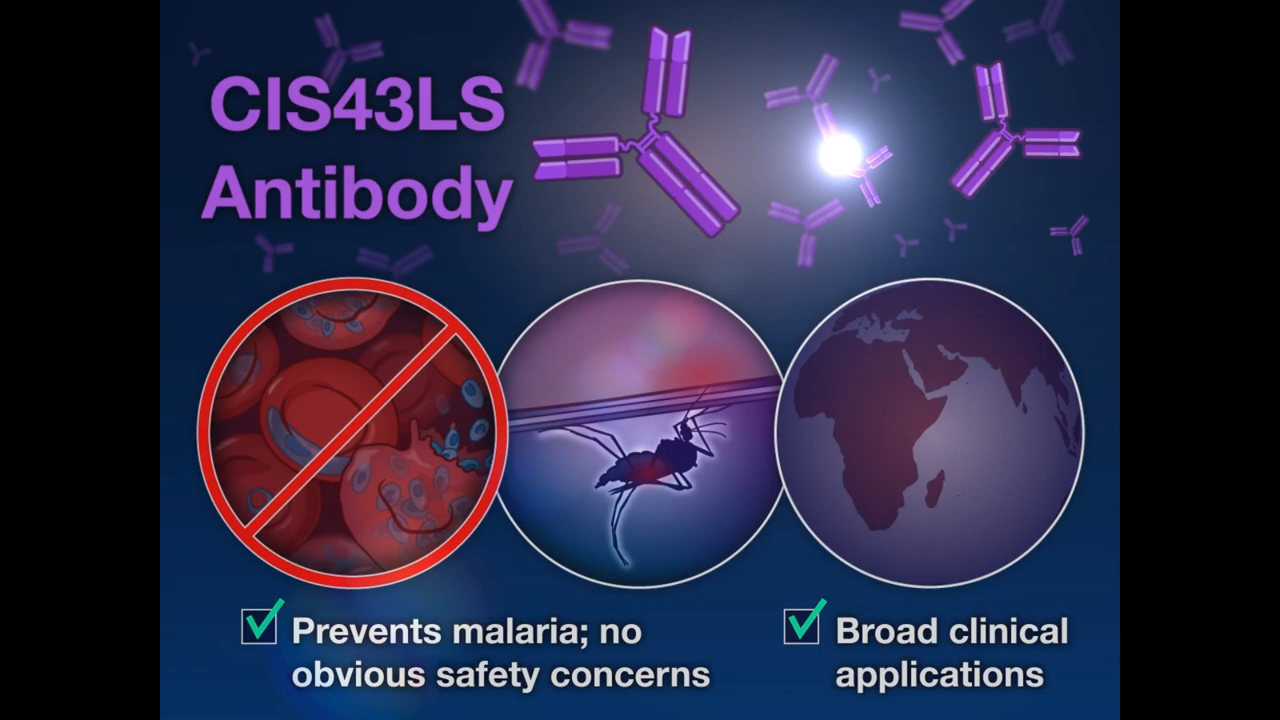 CIS43LS
Antibody
Prevents malaria; no
obvious safety concerns
Broad clinical
applications